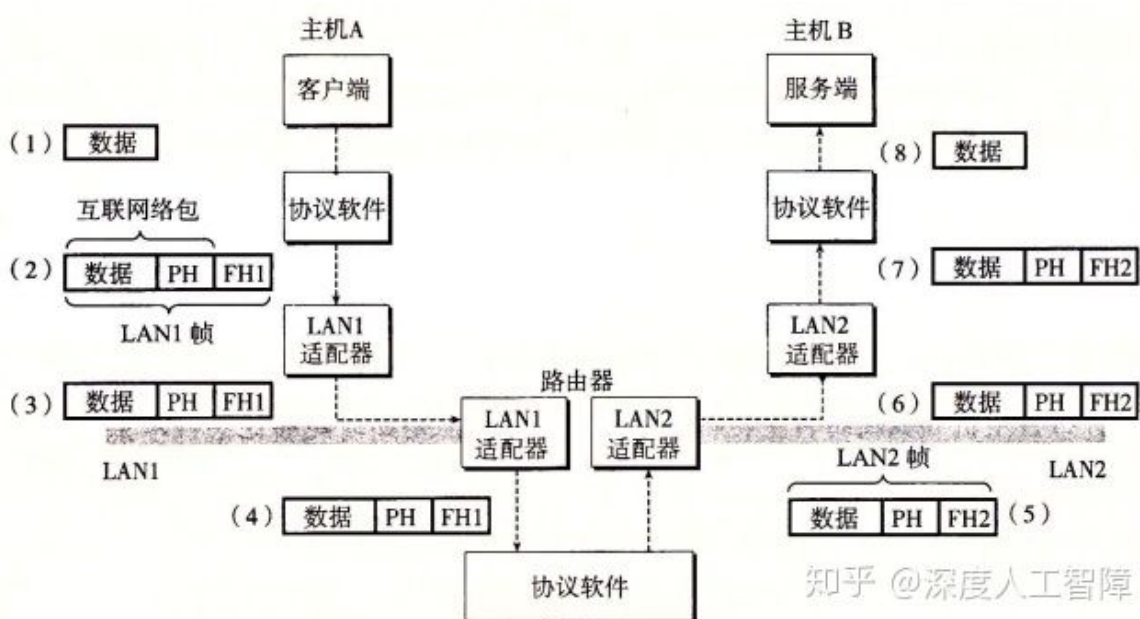 主机A
主机 B
客户端
服务端
(1) 数据
(8) 数据
协议软件
协议软件
互联网络包
(2) 数据 PH FH1
(7) 数据 PH FH2
LAN1 帧
LAN1
适配器
LAN2
适配器
路由器
(3) 数据 PH FH1
(6) 数据 PH FH2
LAN1
适配器
LAN2
适配器
LAN1
LAN2 帧
LAN2
(4) 数据 PH FH1
数据 PH FH2 (5)
协议软件
知乎 @深度人工智障